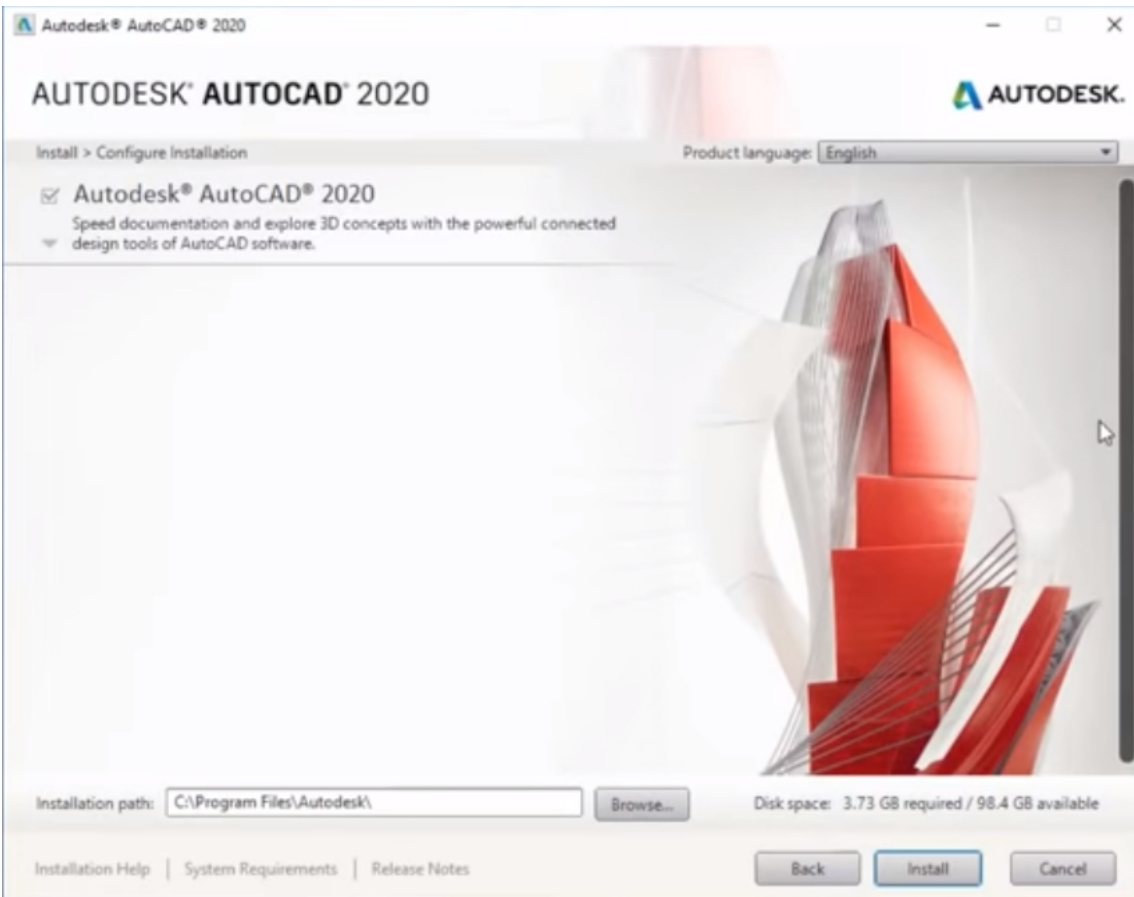 Autodesk® AutoCAD® 2020
AUTODESK® AUTOCAD® 2020
AUTODESK.
Install > Configure Installation
Product language: English
Autodesk® AutoCAD® 2020
Speed documentation and explore 3D concepts with the powerful connected
design tools of AutoCAD software.
Installation path: C:\Program Files\Autodesk\ Browse... Disk space: 3.73 GB required / 98.4 GB available
Installation Help | System Requirements | Release Notes
Back Install Cancel